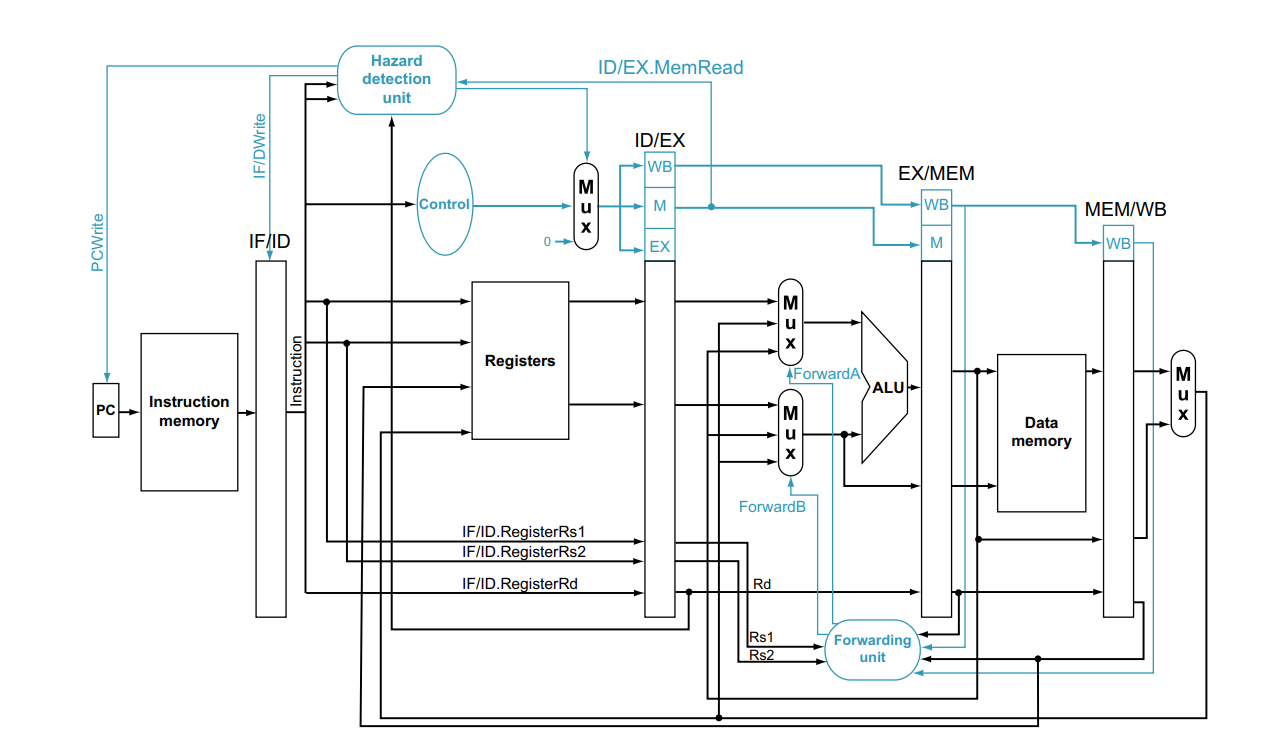 Hazard
detection
unit
ID/EX.MemRead
IF/DWrite
PCWrite
ID/EX
WB
M
EX
Control
M
u
x
0
EX/MEM
WB
M
MEM/WB
WB
IF/ID
PC
Instruction
memory
Instruction
Registers
M
u
x
ForwardA
ALU
M
u
x
ForwardB
Data
memory
M
u
x
IF/ID.RegisterRs1
IF/ID.RegisterRs2
IF/ID.RegisterRd
Rd
Rs1
Rs2
Forwarding
unit